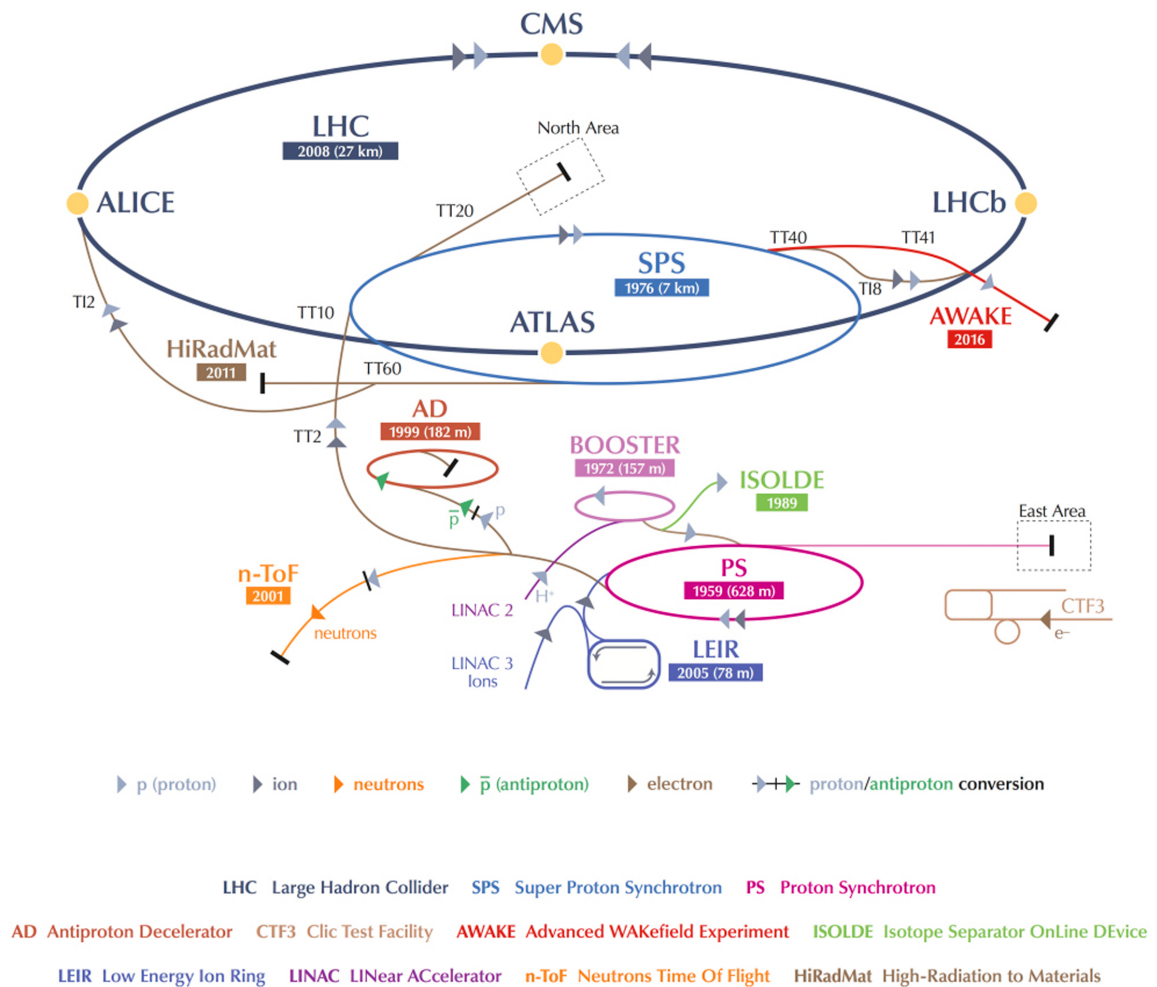 CMS
LHC
2008 (27 km)
North Area
ALICE
LHCb
TT20
TT40
TT41
SPS
1976 (7 km)
TI8
TI2
TT10
ATLAS
AWAKE
2016
HiRadMat
2011
TT60
AD
1999 (182 m)
TT2
BOOSTER
1972 (157 m)
ISOLDE
1989
p
p̅
East Area
n-ToF
2001
PS
1959 (628 m)
LINAC 2
H⁺
neutrons
CTF3
e–
LEIR
2005 (78 m)
LINAC 3
Ions
p (proton) ion neutrons p̅ (antiproton) electron proton/antiproton conversion
LHC Large Hadron Collider SPS Super Proton Synchrotron PS Proton Synchrotron
AD Antiproton Decelerator CTF3 Clic Test Facility AWAKE Advanced WAKefield Experiment ISOLDE Isotope Separator OnLine DEvice
LEIR Low Energy Ion Ring LINAC LINear ACcelerator n-ToF Neutrons Time Of Flight HiRadMat High-Radiation to Materials